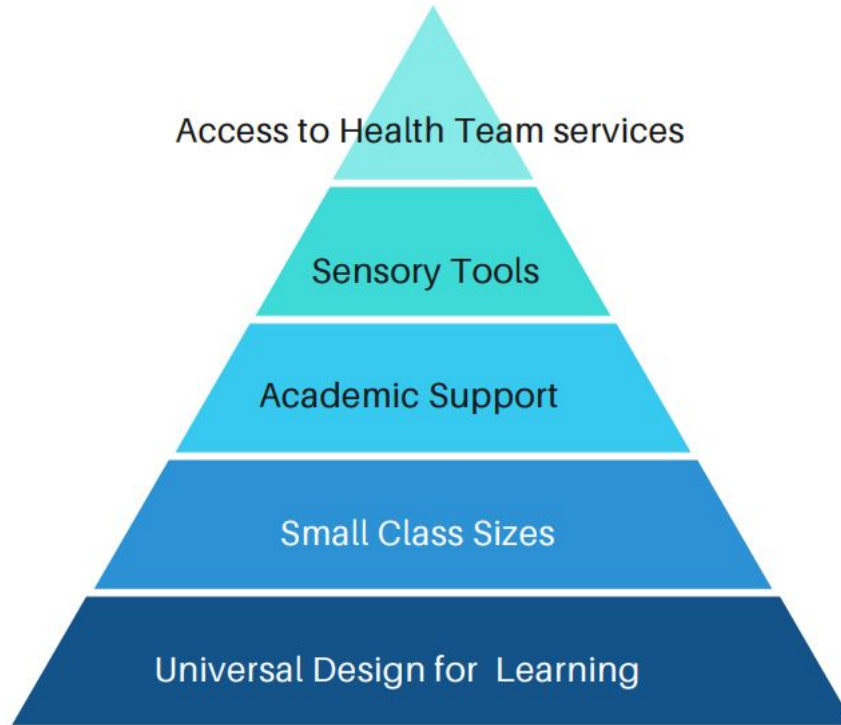 Access to Health Team services
Sensory Tools
Academic Support
Small Class Sizes
Universal Design for  Learning